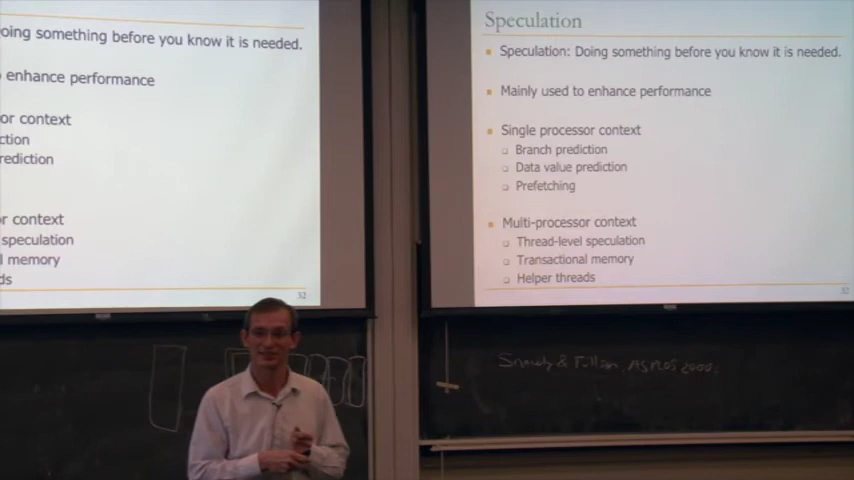 oing something before you know it is needed.
enhance performance
or context
ction
rediction
r context
speculation
l memory
ds
32
Speculation
Speculation: Doing something before you know it is needed.
Mainly used to enhance performance
Single processor context
Branch prediction
Data value prediction
Prefetching
Multi-processor context
Thread-level speculation
Transactional memory
Helper threads
32
& ASPLOS 2000